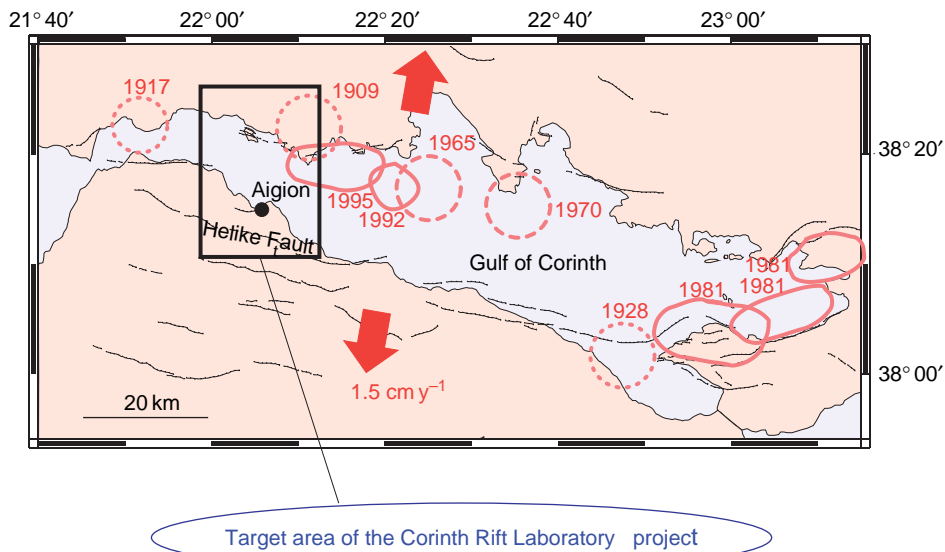 21° 40′ 22° 00′ 22° 20′ 22° 40′ 23° 00′
1917
1909
1965
38° 20′
Aigion
1995
1992
1970
Helike Fault
Gulf of Corinth
1981
1981
1981
1928
38° 00′
1.5 cm y⁻¹
20 km
Target area of the Corinth Rift Laboratory project